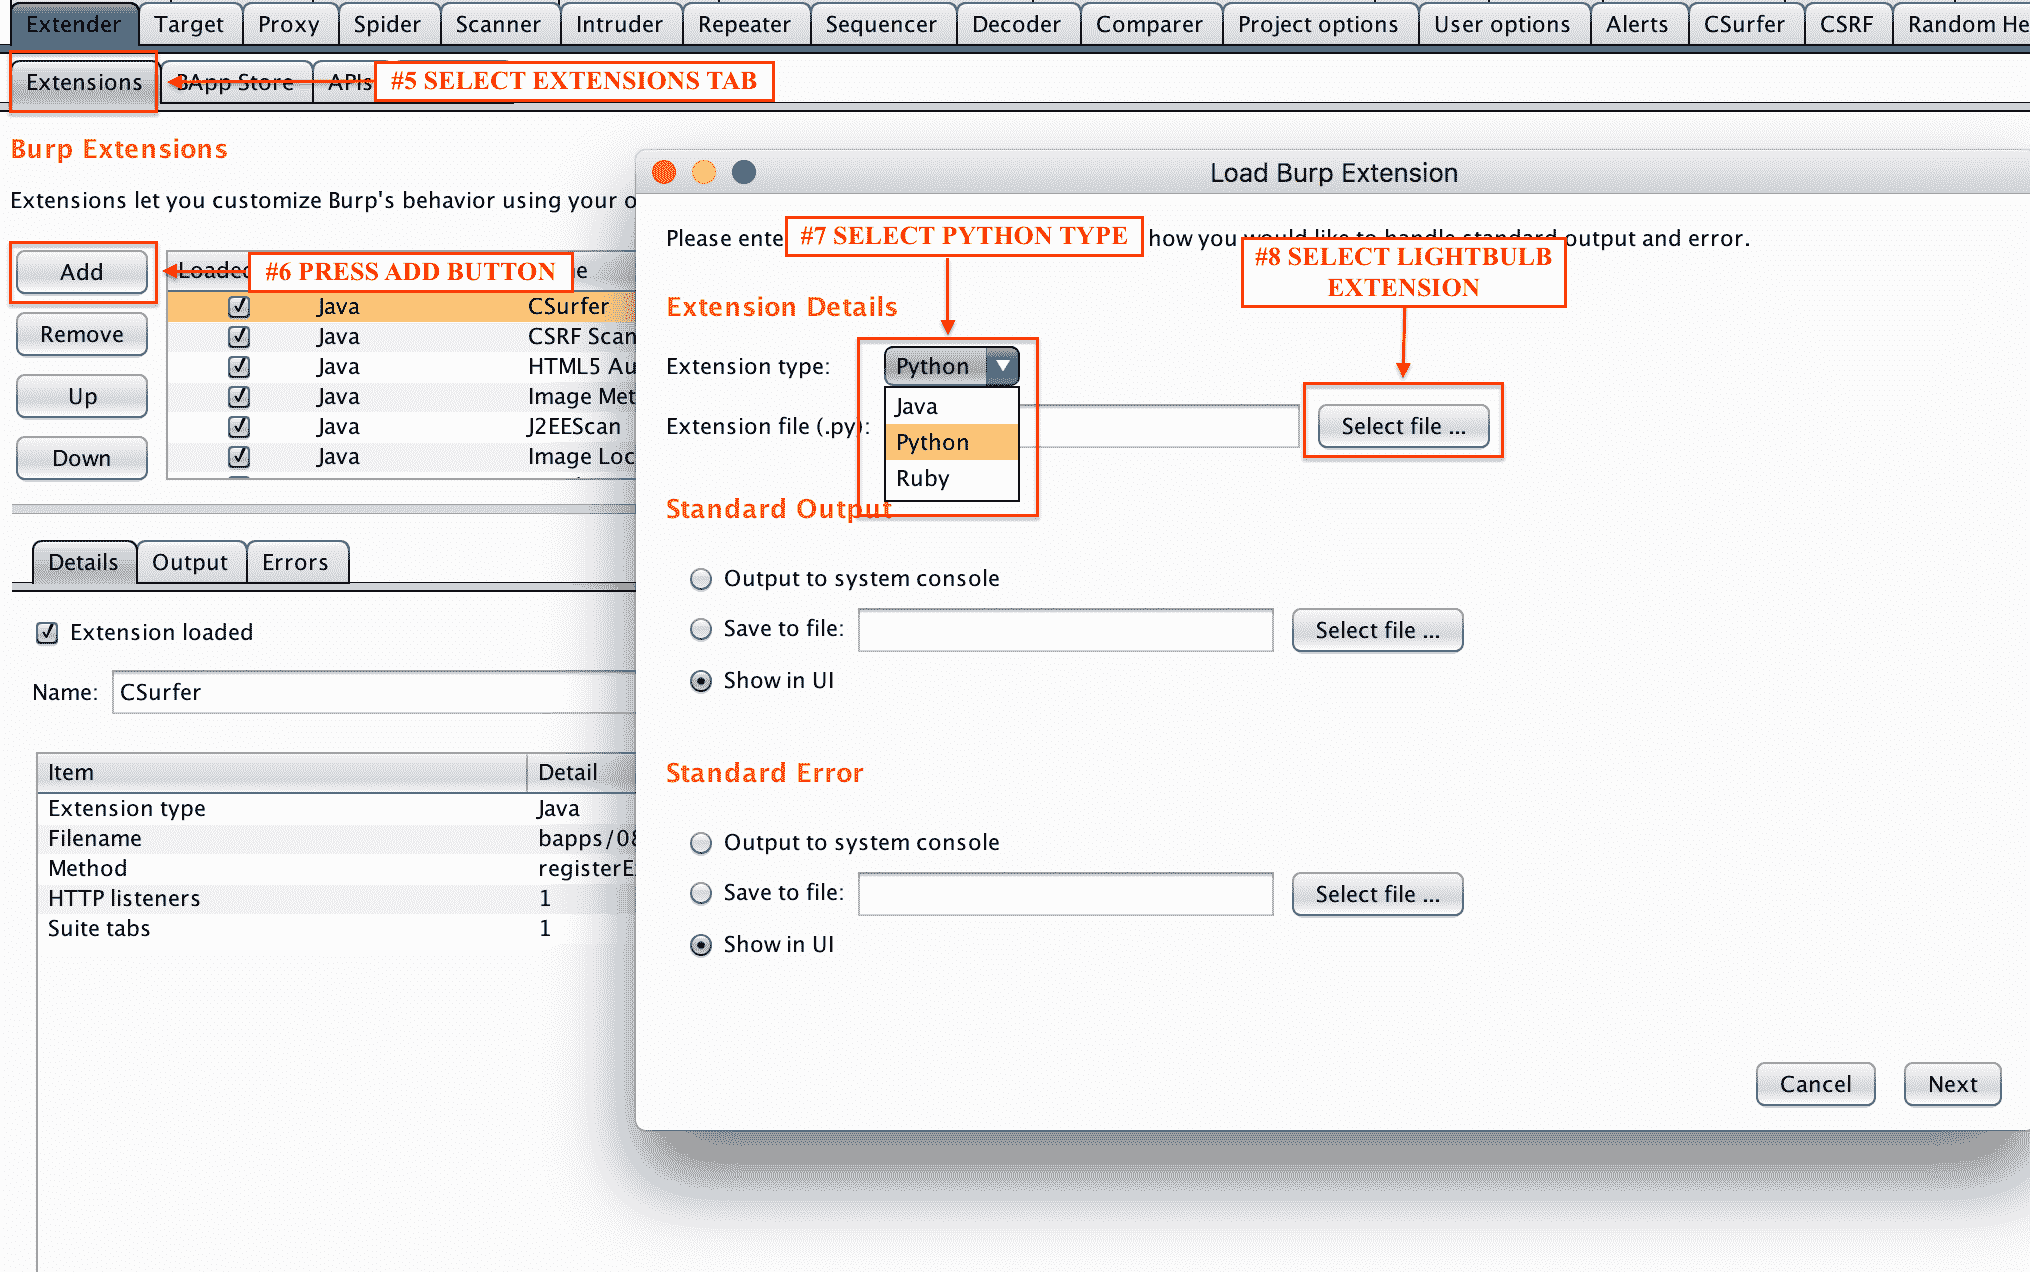 Extender Target Proxy Spider Scanner Intruder Repeater Sequencer Decoder Comparer Project options User options Alerts CSurfer CSRF Random He
Extensions BApp Store APIs #5 SELECT EXTENSIONS TAB
Burp Extensions
Extensions let you customize Burp's behavior using your o
Add Loaded #6 PRESS ADD BUTTON e
Java CSurfer
Remove Java CSRF Scan
Java HTML5 Au
Up Java Image Met
Java J2EEScan
Down Java Image Loc
Details Output Errors
Extension loaded
Name: CSurfer
Item Detail
Extension type Java
Filename bapps/08
Method registerE
HTTP listeners 1
Suite tabs 1
Load Burp Extension
Please ente #7 SELECT PYTHON TYPE how you would like to handle standard output and error.
#8 SELECT LIGHTBULB
EXTENSION
Extension Details
Extension type: Python
Java
Extension file (.py): Select file ...
Python
Ruby
Standard Output
Output to system console
Save to file: Select file ...
Show in UI
Standard Error
Output to system console
Save to file: Select file ...
Show in UI
Cancel Next